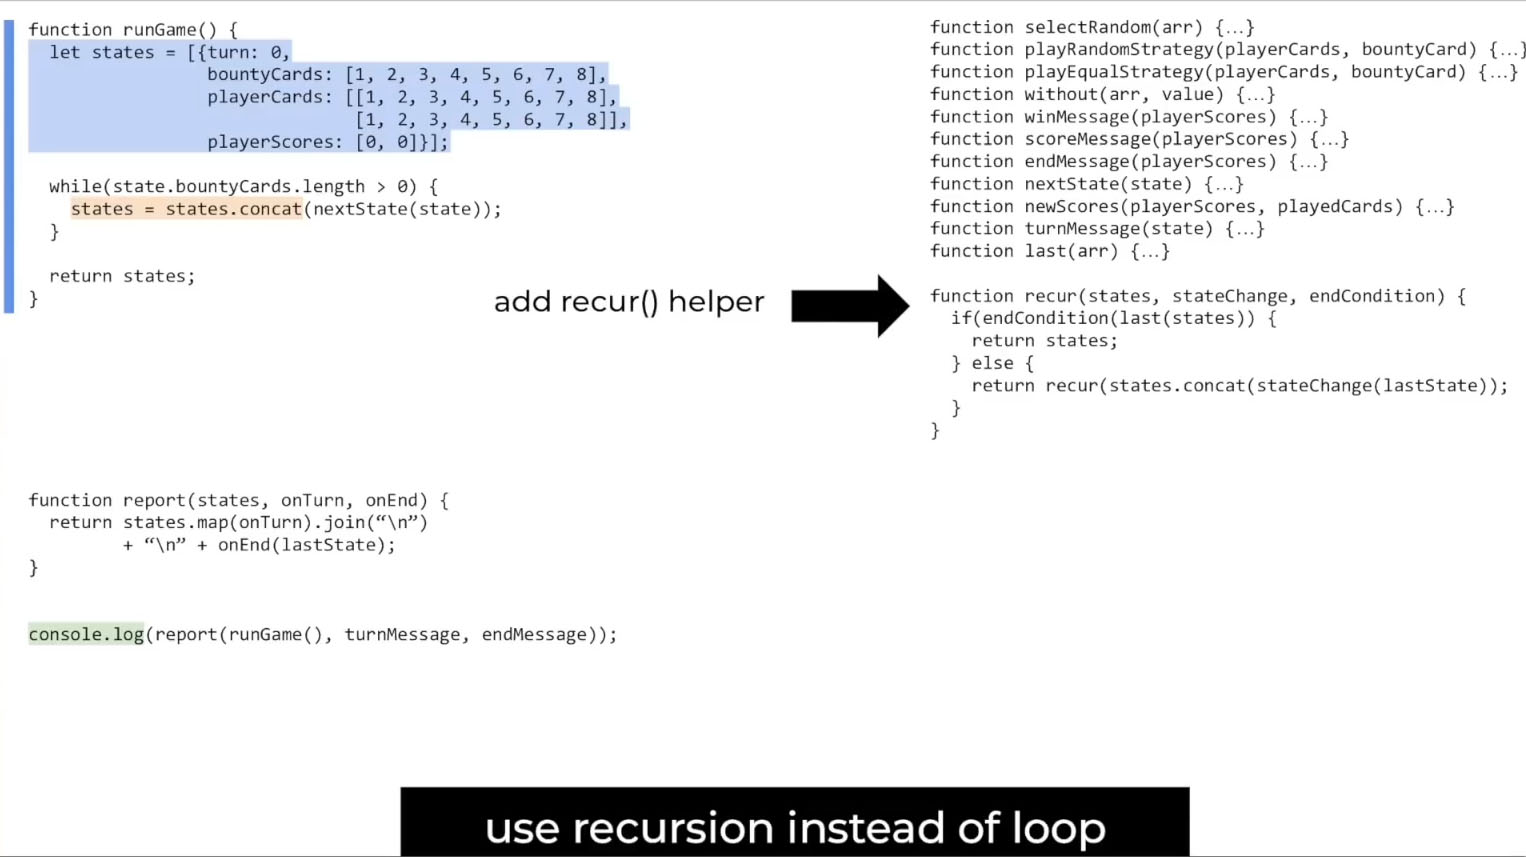 function runGame() {
  let states = [{turn: 0,
                 bountyCards: [1, 2, 3, 4, 5, 6, 7, 8],
                 playerCards: [[1, 2, 3, 4, 5, 6, 7, 8],
                               [1, 2, 3, 4, 5, 6, 7, 8]],
                 playerScores: [0, 0]}];
  while(state.bountyCards.length > 0) {
    states = states.concat(nextState(state));
  }
  return states;
}
add recur() helper
function report(states, onTurn, onEnd) {
  return states.map(onTurn).join(“\n”)
         + “\n” + onEnd(lastState);
}
console.log(report(runGame(), turnMessage, endMessage));
function selectRandom(arr) {…}
function playRandomStrategy(playerCards, bountyCard) {…}
function playEqualStrategy(playerCards, bountyCard) {…}
function without(arr, value) {…}
function winMessage(playerScores) {…}
function scoreMessage(playerScores) {…}
function endMessage(playerScores) {…}
function nextState(state) {…}
function newScores(playerScores, playedCards) {…}
function turnMessage(state) {…}
function last(arr) {…}
function recur(states, stateChange, endCondition) {
  if(endCondition(last(states)) {
    return states;
  } else {
    return recur(states.concat(stateChange(lastState));
  }
}
use recursion instead of loop